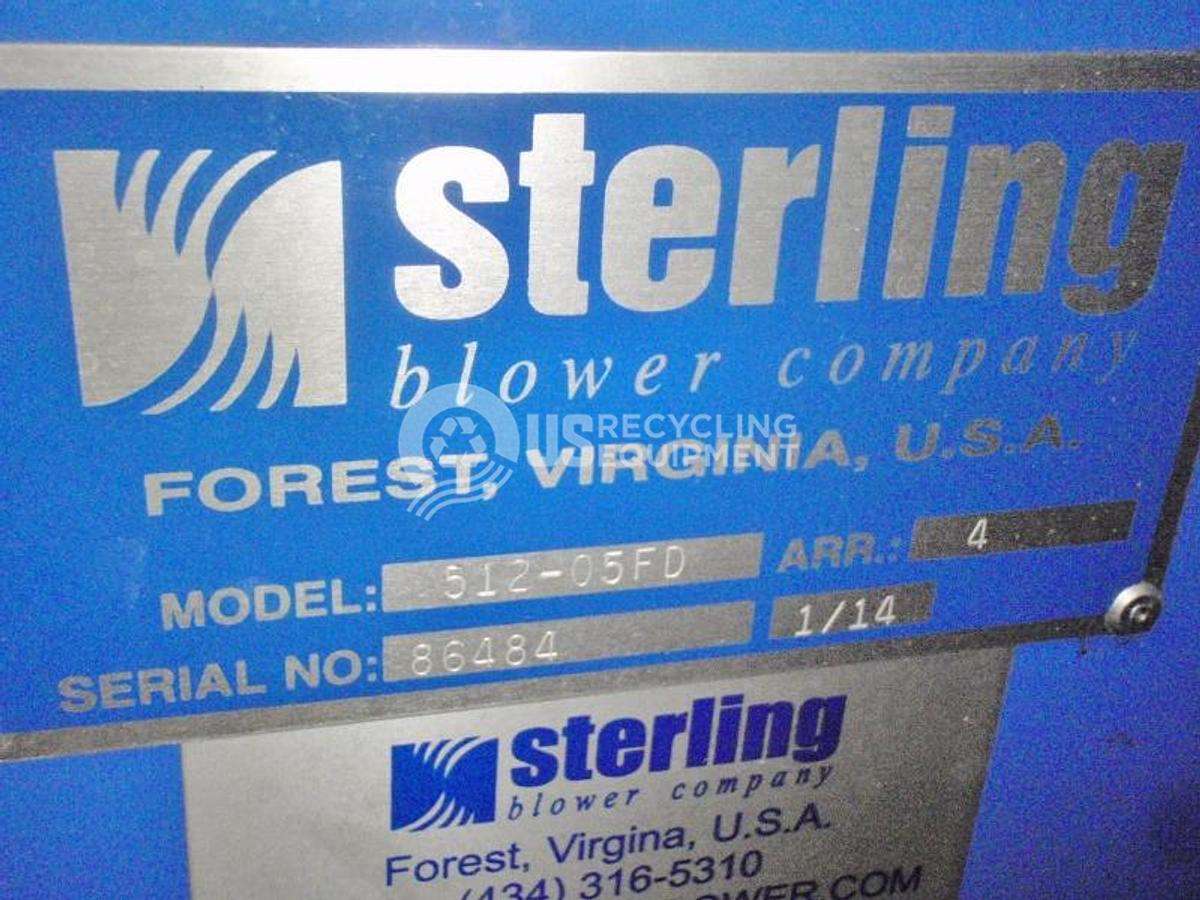 sterling
blower company
FOREST, VIRGINIA, U.S.A.
US RECYCLING
EQUIPMENT
MODEL: 512-05FD ARR.: 4
SERIAL NO: 86484 1/14
sterling
blower company
Forest, Virgina, U.S.A.
(434) 316-5310